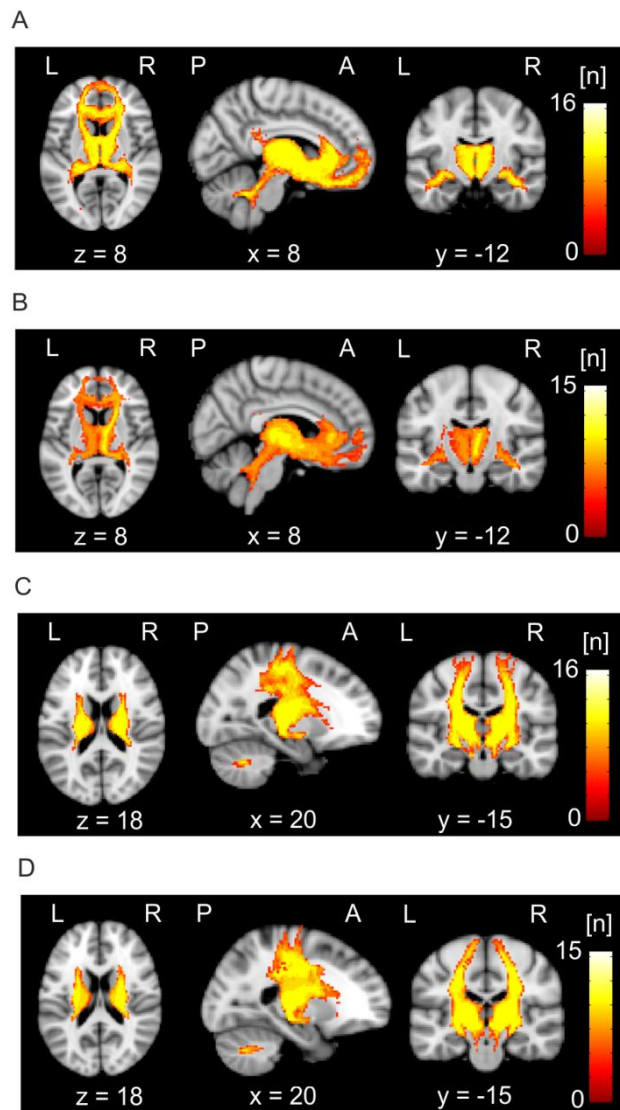 A
L R P A L R [n]
16
0
z = 8 x = 8 y = -12
B
L R P A L R [n]
15
0
z = 8 x = 8 y = -12
C
L R P A L R [n]
16
0
z = 18 x = 20 y = -15
D
L R P A L R [n]
15
0
z = 18 x = 20 y = -15